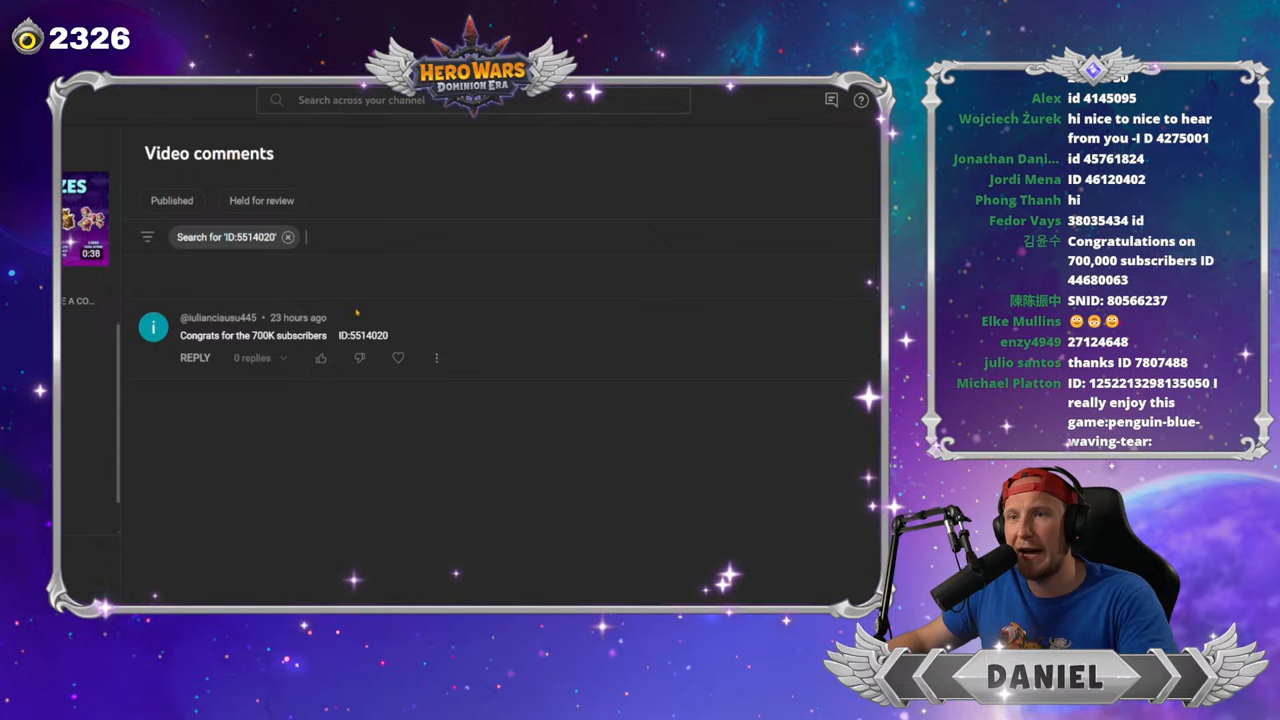 2326
HERO WARS
DOMINION ERA
Search across your channel
Video comments
Published
Held for review
Search for 'ID:5514020'
ZES
0:38
E A CO...
@iulianciausu445 • 23 hours ago
Congrats for the 700K subscribers ID:5514020
REPLY 0 replies
i
Alex id 4145095
Wojciech Żurek hi nice to nice to hear
from you -I D 4275001
Jonathan Dani... id 45761824
Jordi Mena ID 46120402
Phong Thanh hi
Fedor Vays 38035434 id
김윤수 Congratulations on
700,000 subscribers ID
44680063
陳陈振中 SNID: 80566237
Elke Mullins
enzy4949 27124648
julio santos thanks ID 7807488
Michael Platton ID: 1252213298135050 I
really enjoy this
game:penguin-blue-
waving-tear:
DANIEL